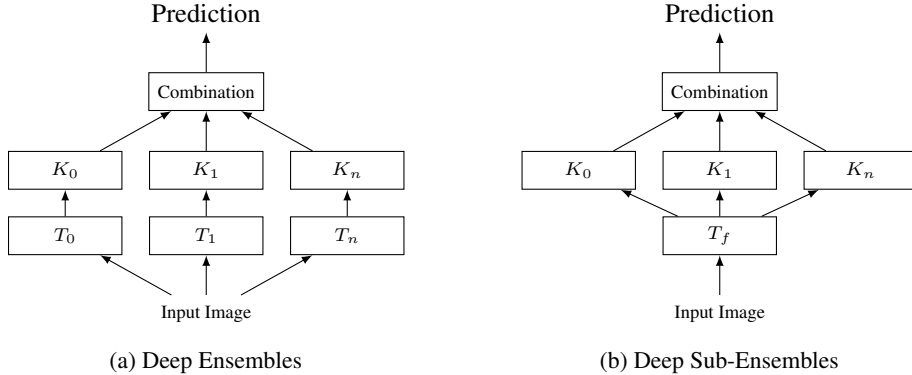 Prediction
Combination
K₀ K₁ Kₙ
T₀ T₁ Tₙ
Input Image
(a) Deep Ensembles
Prediction
Combination
K₀ K₁ Kₙ
T_f
Input Image
(b) Deep Sub-Ensembles